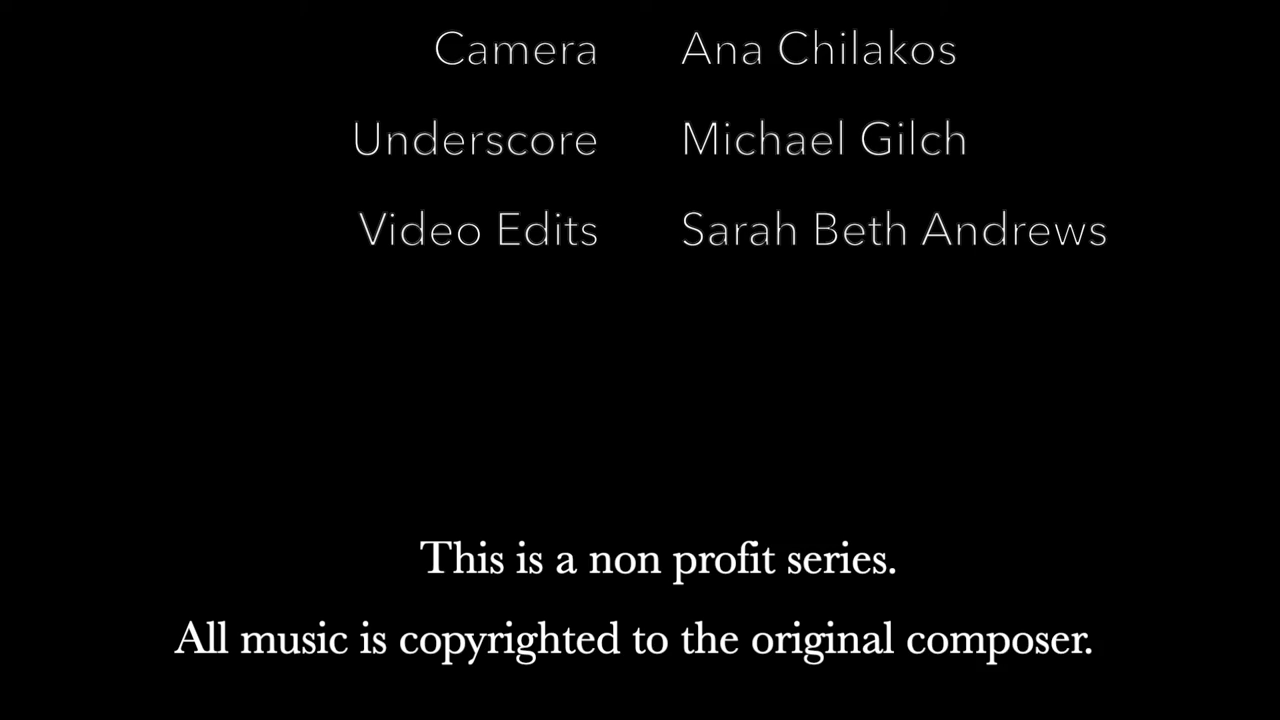 Camera Ana Chilakos
Underscore Michael Gilch
Video Edits Sarah Beth Andrews
This is a non profit series.
All music is copyrighted to the original composer.